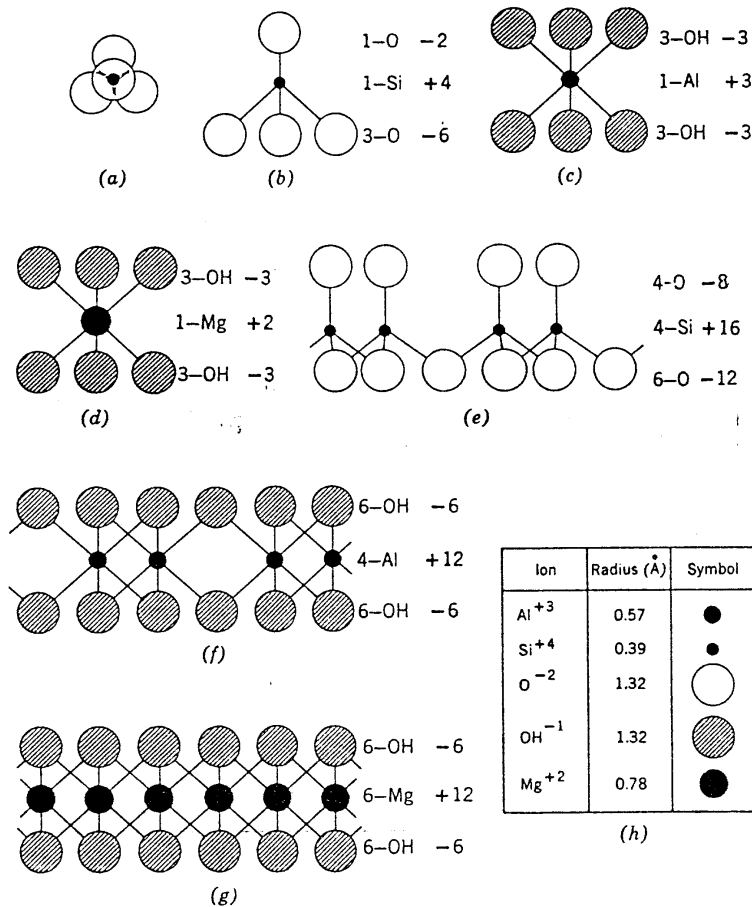 1–O –2
1–Si +4
3–O –6
(a)
(b)
3–OH –3
1–Al +3
3–OH –3
(c)
3–OH –3
1–Mg +2
3–OH –3
(d)
4–O –8
4–Si +16
6–O –12
(e)
6–OH –6
4–Al +12
6–OH –6
(f)
6–OH –6
6–Mg +12
6–OH –6
(g)
Ion Radius (Å) Symbol
Al+3 0.57
Si+4 0.39
O–2 1.32
OH–1 1.32
Mg+2 0.78
(h)